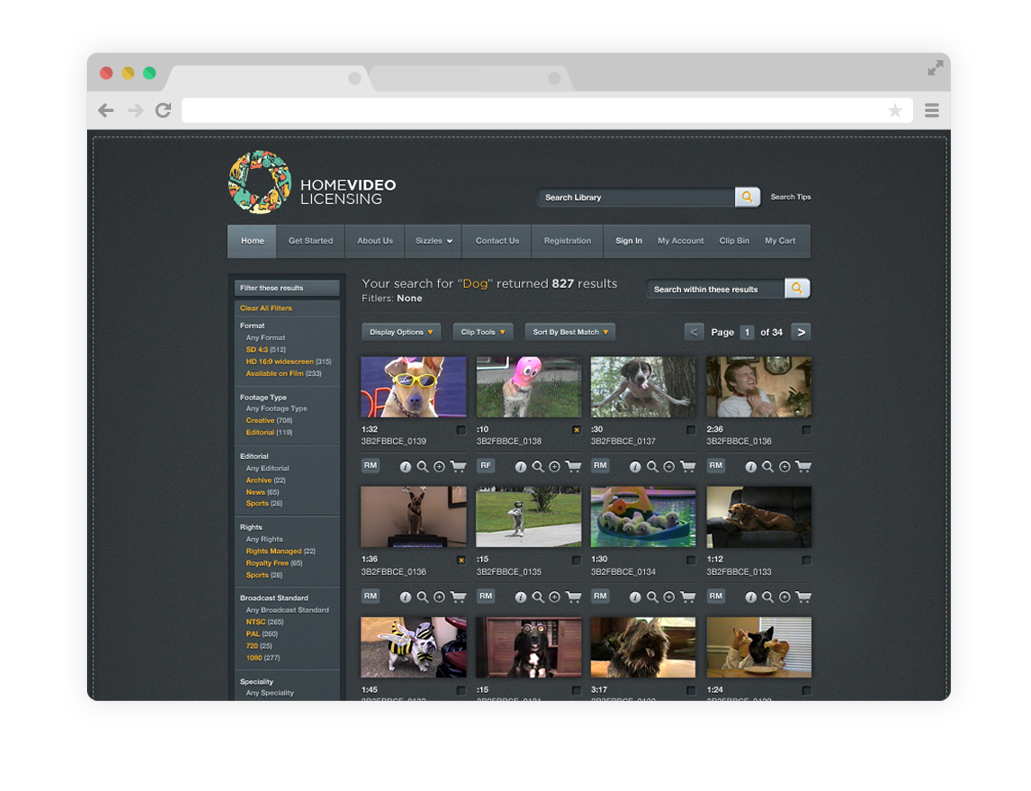 HOMEVIDEO
LICENSING
Search Library
Search Tips
Home Get Started About Us Sizzles Contact Us Registration Sign In My Account Clip Bin My Cart
Filter these results
Clear All Filters
Format
Any Format
SD 4:3 (512)
HD 16:9 widescreen (315)
Available on Film (233)
Footage Type
Any Footage Type
Creative (708)
Editorial (119)
Editorial
Any Editorial
Archive (22)
News (65)
Sports (26)
Rights
Any Rights
Rights Managed (22)
Royalty Free (65)
Sports (26)
Broadcast Standard
Any Broadcast Standard
NTSC (265)
PAL (260)
720 (25)
1080 (277)
Speciality
Any Speciality
Your search for "Dog" returned 827 results
Fitlers: None
Search within these results
Display Options Clip Tools Sort By Best Match < Page 1 of 34 >
1:32 :10 :30 2:36
3B2FBBCE_0139 3B2FBBCE_0138 3B2FBBCE_0137 3B2FBBCE_0136
RM RF RM RM
1:36 :15 1:30 1:12
3B2FBBCE_0136 3B2FBBCE_0135 3B2FBBCE_0134 3B2FBBCE_0133
RM RM RM RM
1:45 :15 3:17 1:24